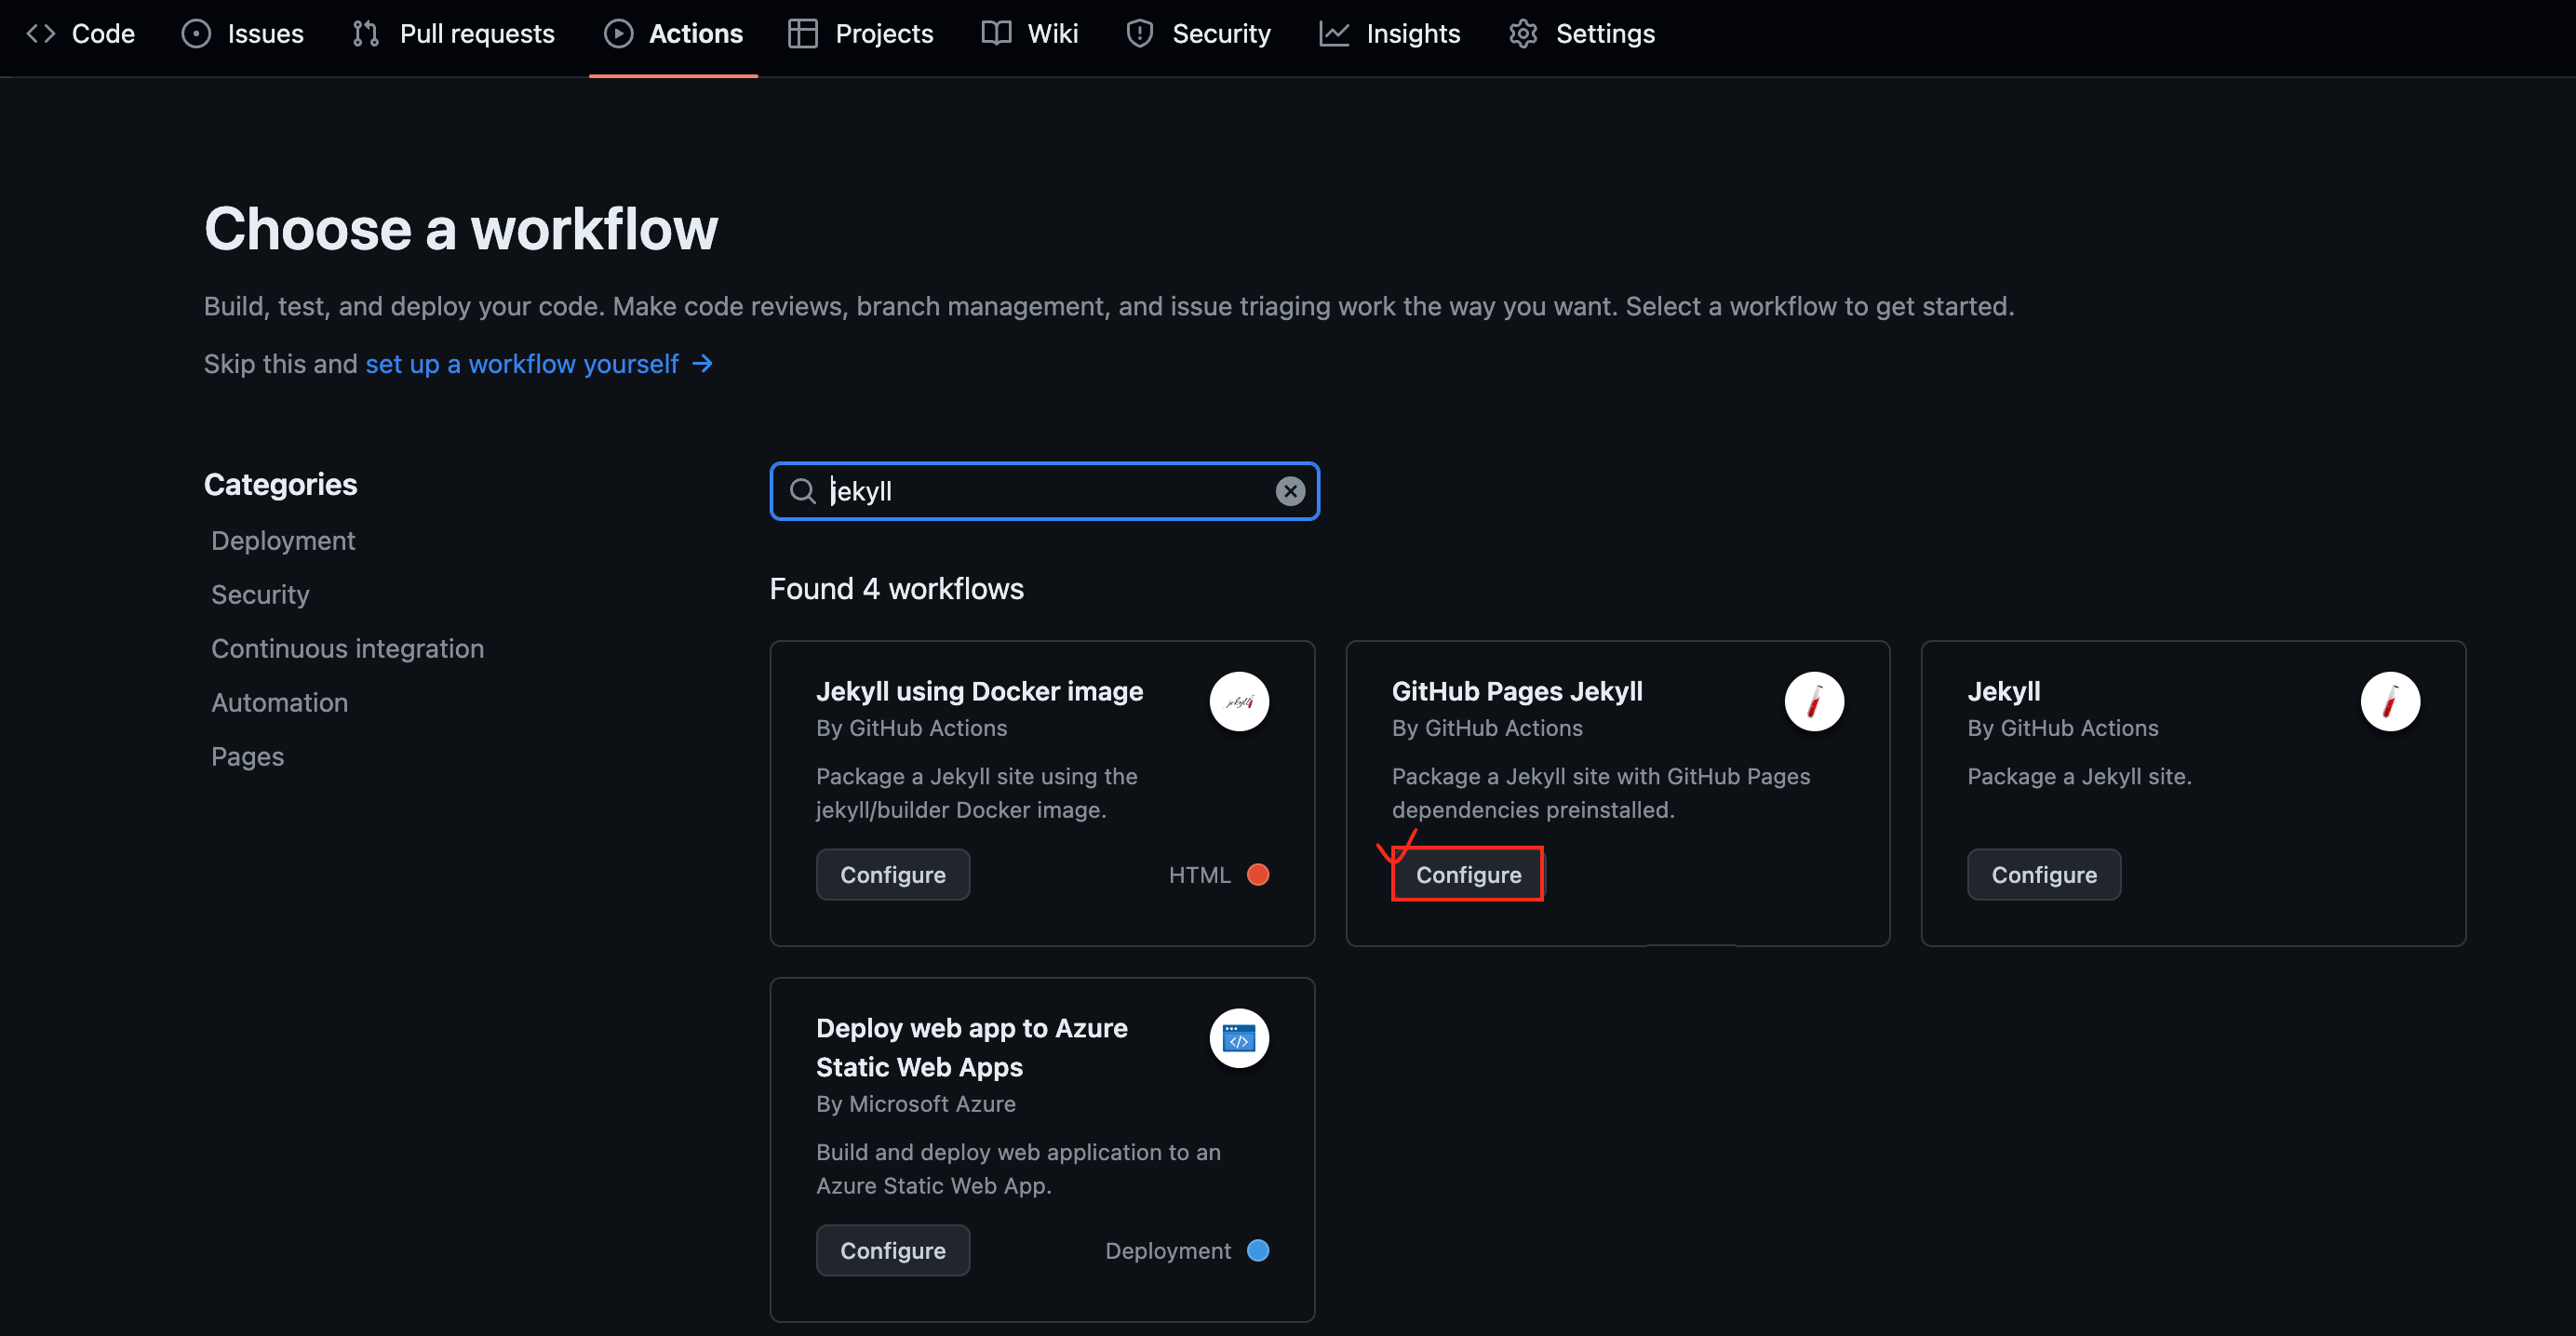 Code Issues Pull requests Actions Projects Wiki Security Insights Settings
Choose a workflow
Build, test, and deploy your code. Make code reviews, branch management, and issue triaging work the way you want. Select a workflow to get started.
Skip this and set up a workflow yourself →
Categories
Deployment
Security
Continuous integration
Automation
Pages
jekyll
Found 4 workflows
Jekyll using Docker image
By GitHub Actions
Package a Jekyll site using the
jekyll/builder Docker image.
Configure HTML
GitHub Pages Jekyll
By GitHub Actions
Package a Jekyll site with GitHub Pages
dependencies preinstalled.
Configure
Jekyll
By GitHub Actions
Package a Jekyll site.
Configure
Deploy web app to Azure
Static Web Apps
By Microsoft Azure
Build and deploy web application to an
Azure Static Web App.
Configure Deployment